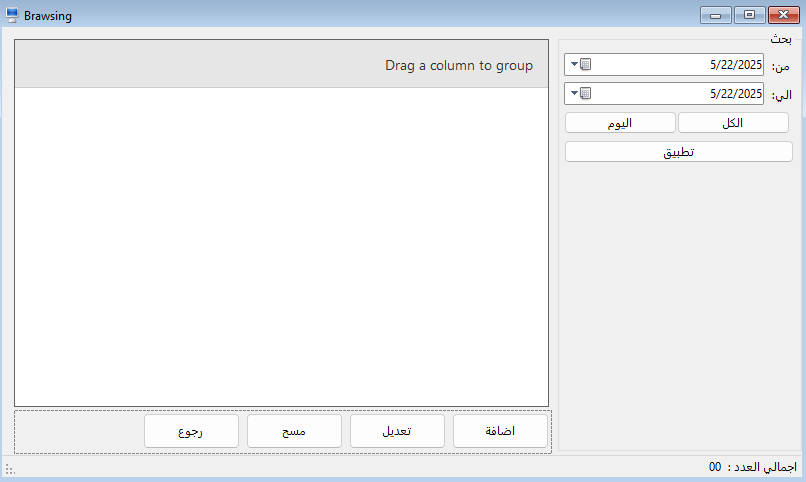 Brawsing
بحث
من: 5/22/2025
الي: 5/22/2025
الكل اليوم
تطبيق
Drag a column to group
اضافة تعديل مسح رجوع
اجمالي العدد : 00